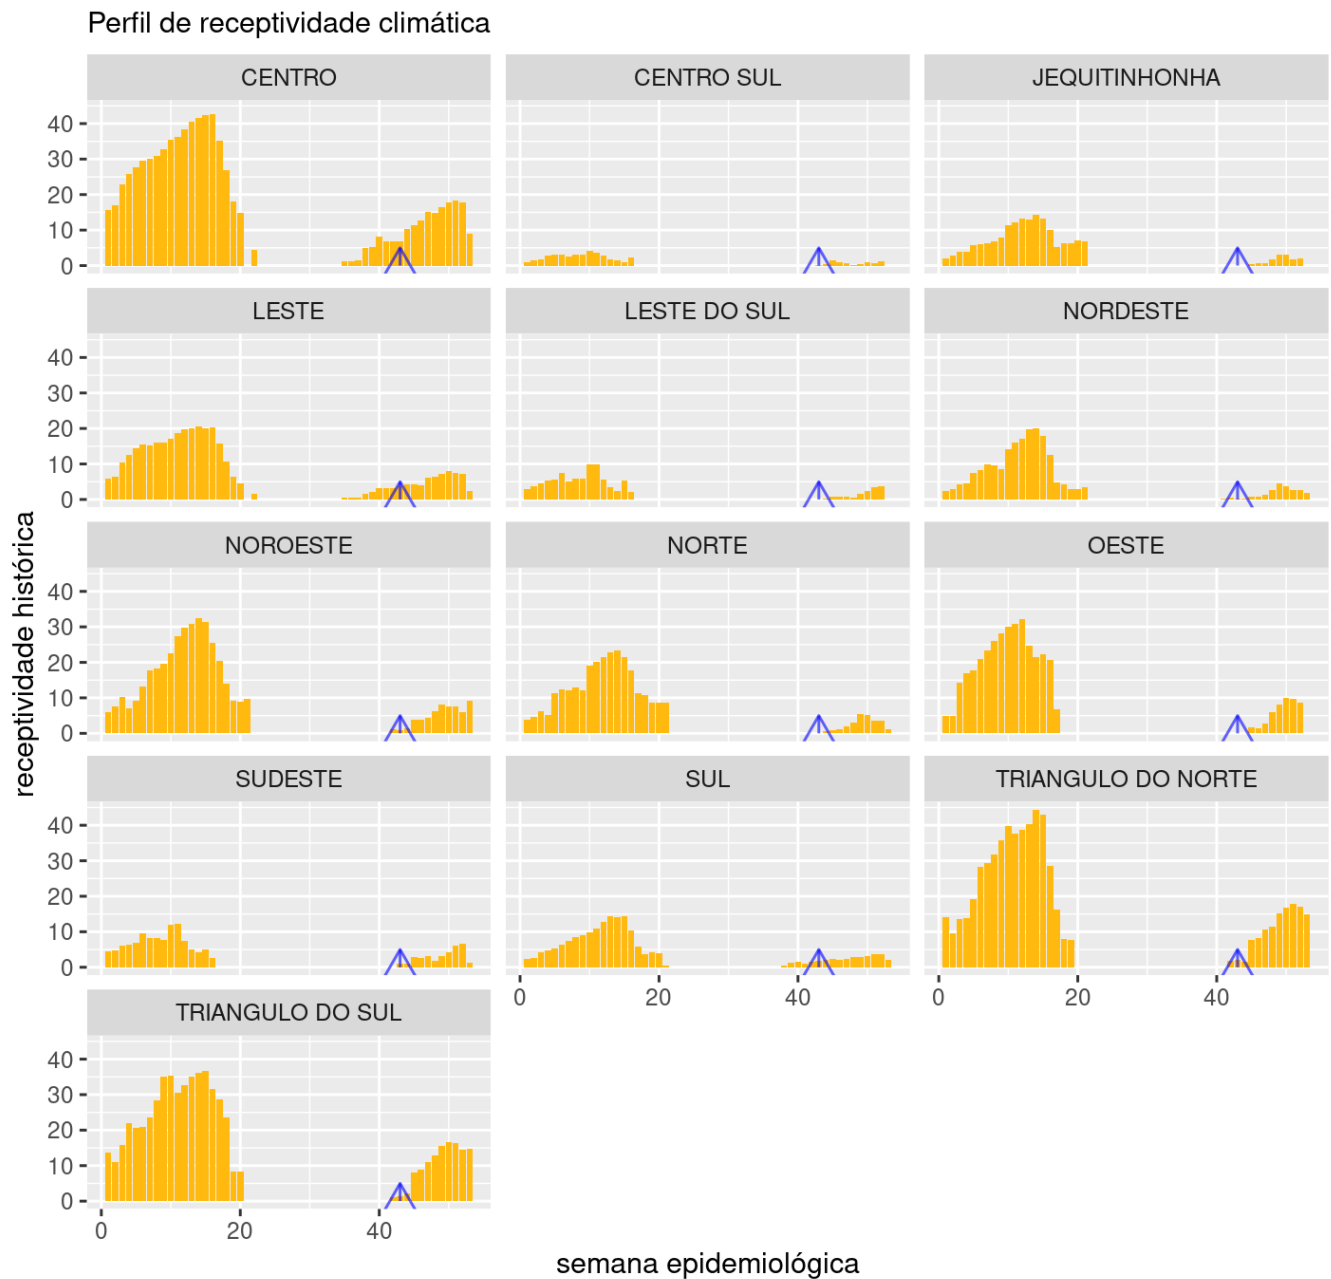 Perfil de receptividade climática
CENTRO
CENTRO SUL
JEQUITINHONHA
40
30
20
10
0
LESTE
LESTE DO SUL
NORDESTE
40
30
20
10
0
NOROESTE
NORTE
OESTE
40
30
20
10
0
receptividade histórica
SUDESTE
SUL
TRIANGULO DO NORTE
40
30
20
10
0
0 20 40
0 20 40
TRIANGULO DO SUL
40
30
20
10
0
0 20 40
semana epidemiológica